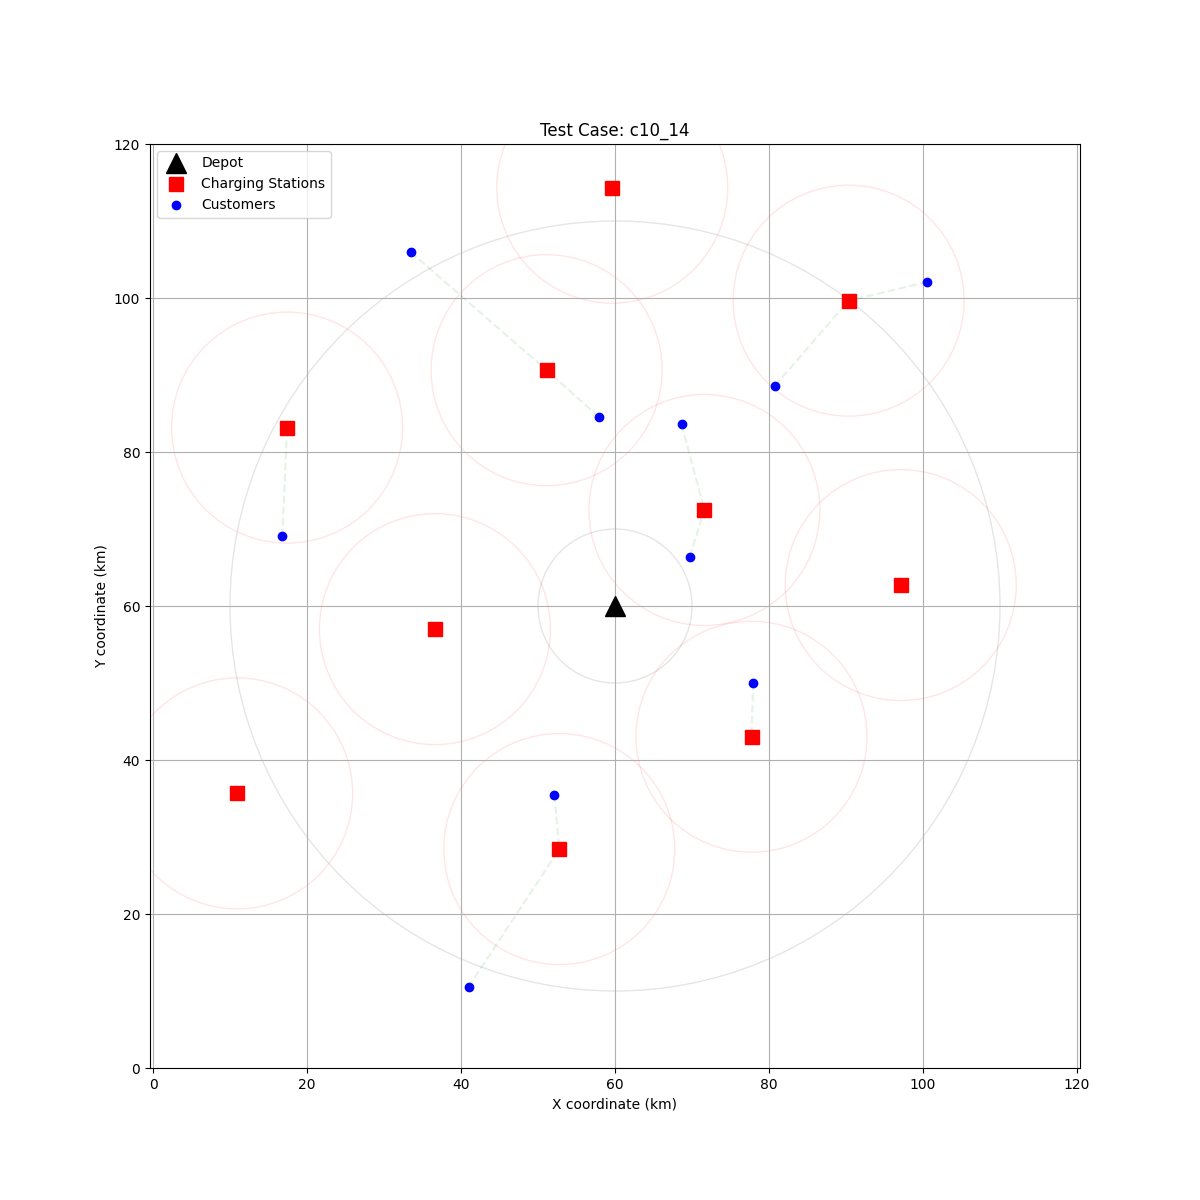 Test Case: c10_14
Depot
Charging Stations
Customers
120
100
80
60
40
20
0
0 20 40 60 80 100 120
X coordinate (km)
Y coordinate (km)